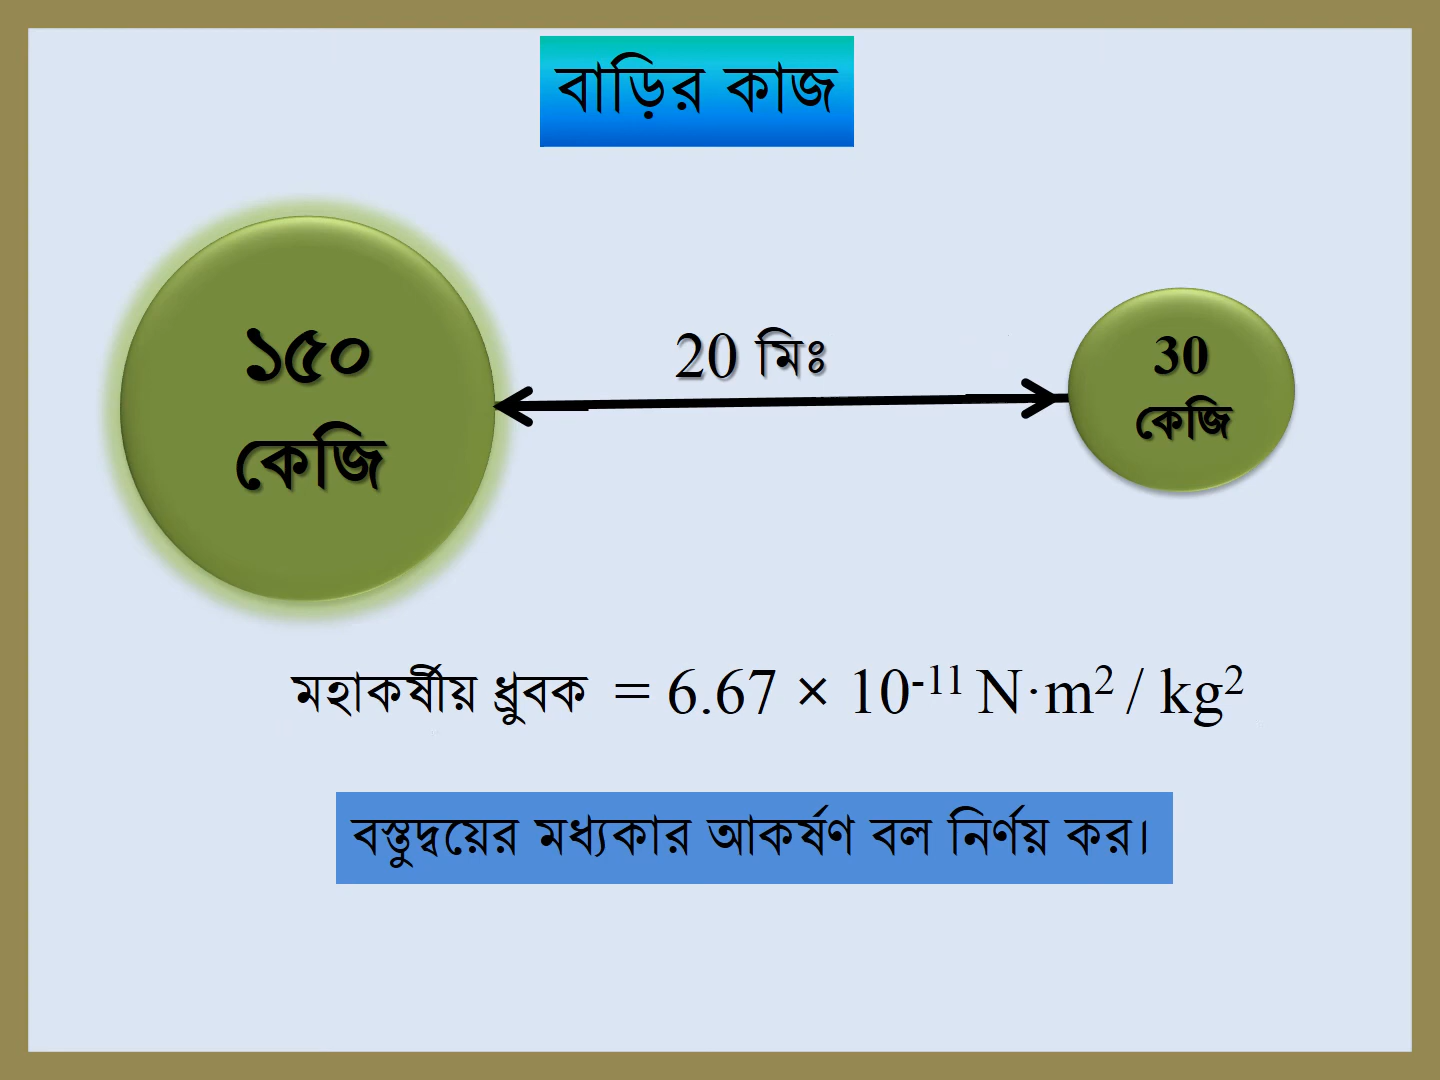 বাড়ির কাজ
১৫০
কেজি
20 মিঃ
30
কেজি
মহাকর্ষীয় ধ্রুবক = 6.67 × 10⁻¹¹ N·m² / kg²
বস্তুদ্বয়ের মধ্যকার আকর্ষণ বল নির্ণয় কর।